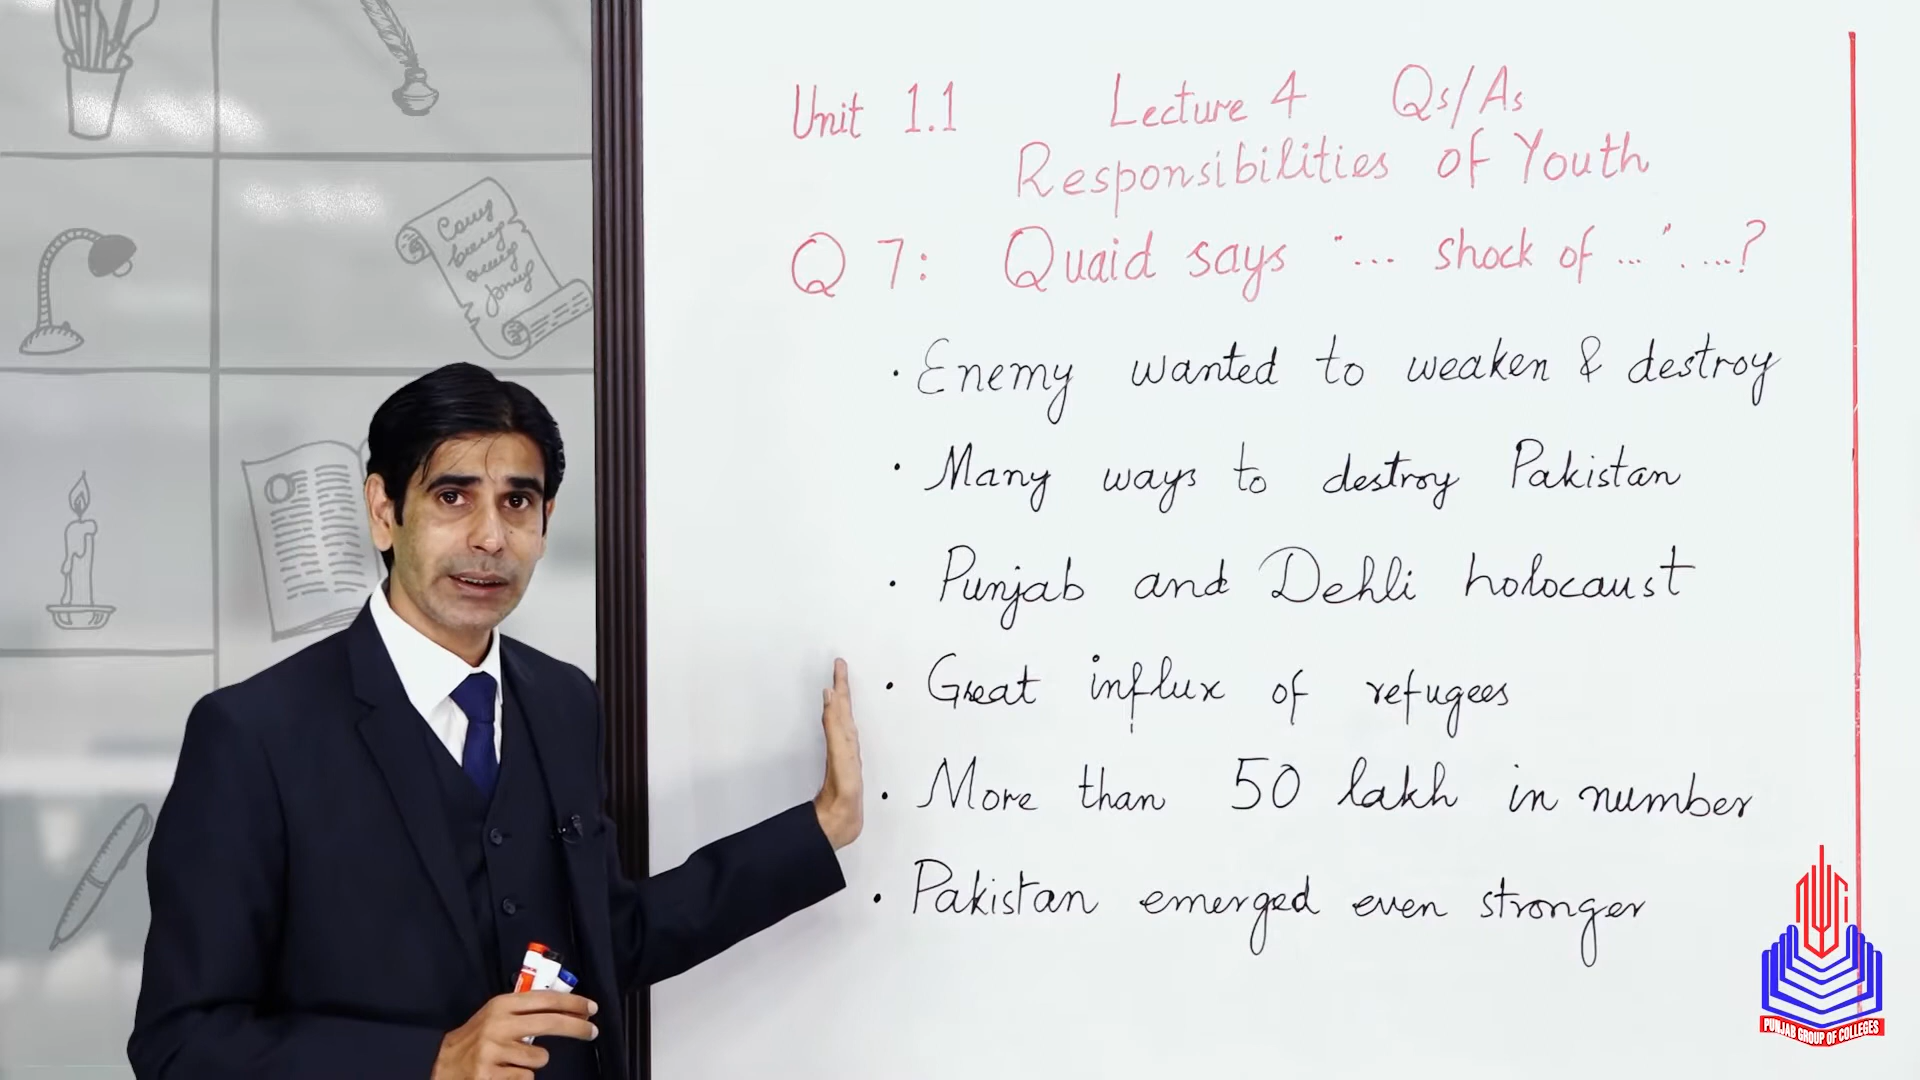 Unit 1.1 Lecture 4 Qs/As
Responsibilities of Youth
Q 7: Quaid says "... shock of ..." ....?
• Enemy wanted to weaken & destroy
• Many ways to destroy Pakistan
• Punjab and Dehli holocaust
• Great influx of refugees
• More than 50 lakh in number
• Pakistan emerged even stronger
PUNJAB GROUP OF COLLEGES